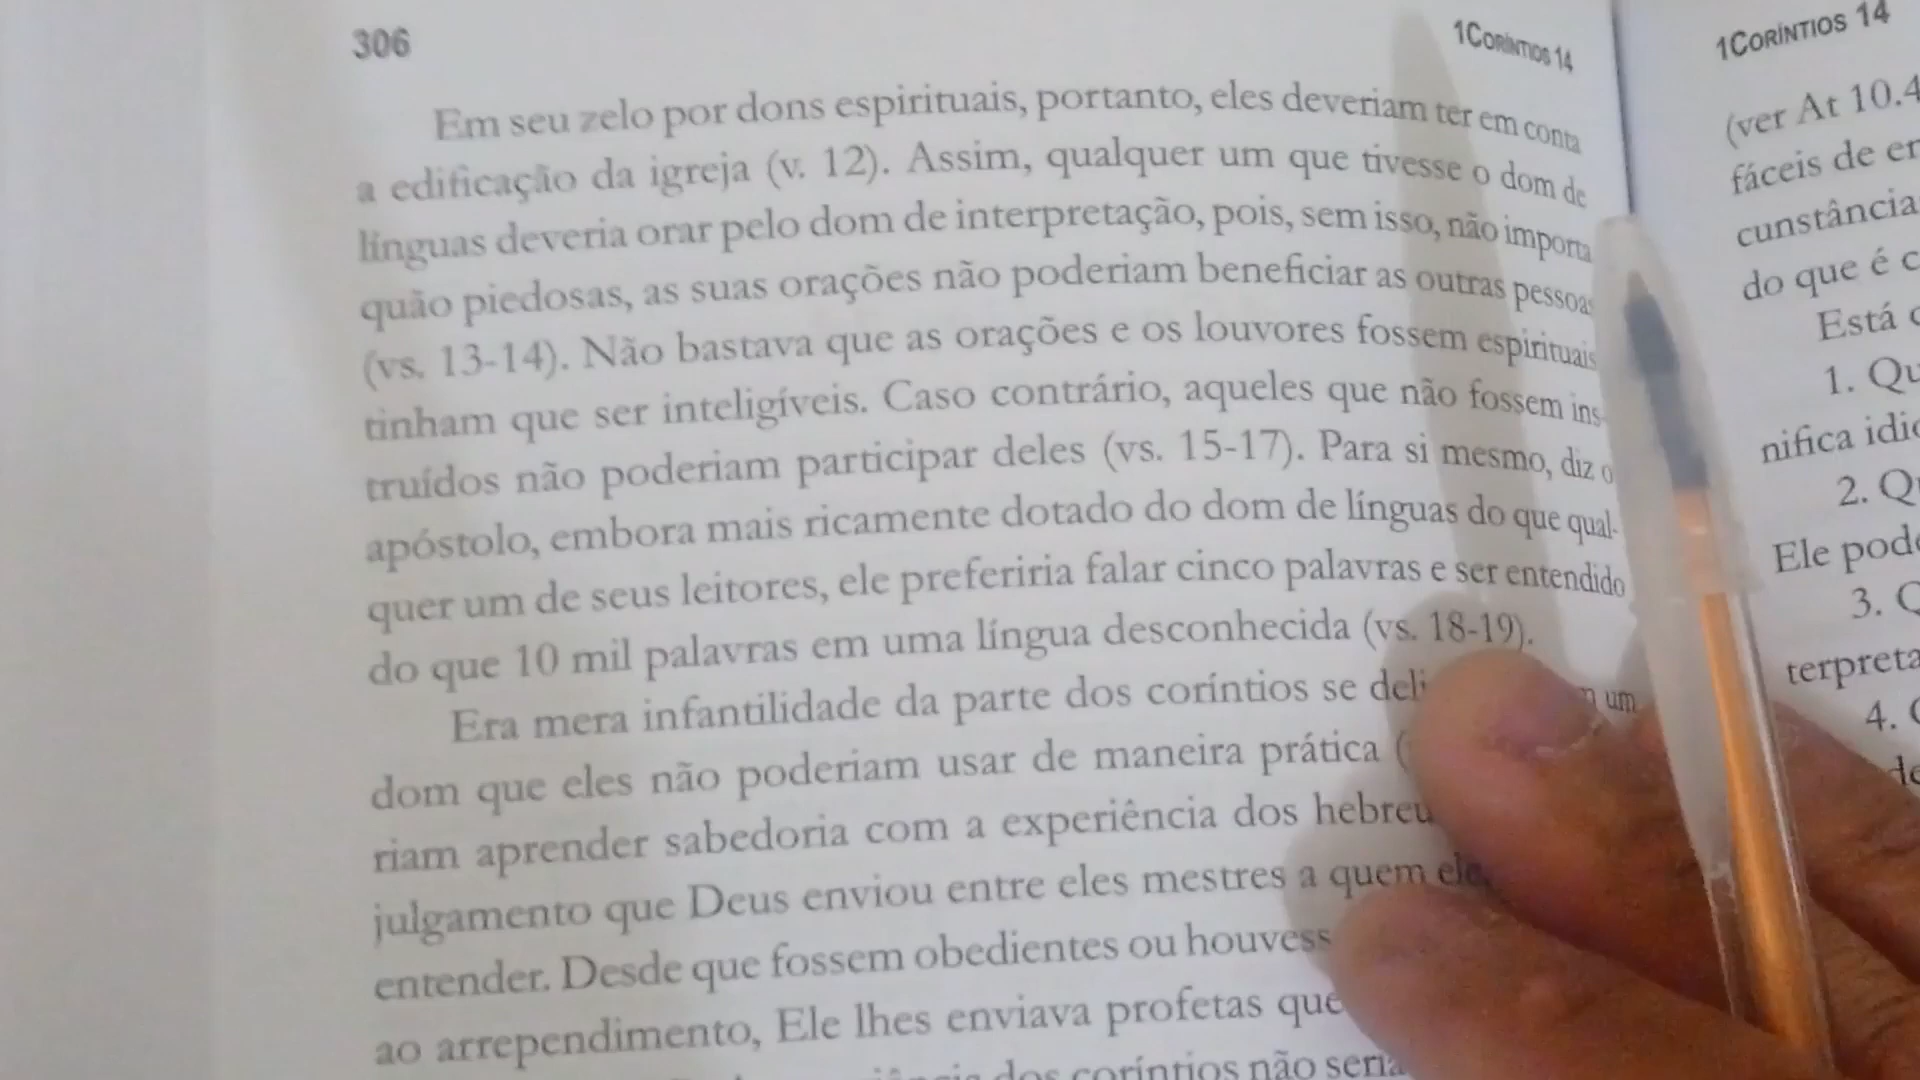 306
1CORÍNTIOS 14
Em seu zelo por dons espirituais, portanto, eles deveriam ter em conta
a edificação da igreja (v. 12). Assim, qualquer um que tivesse o dom de
línguas deveria orar pelo dom de interpretação, pois, sem isso, não importa
quão piedosas, as suas orações não poderiam beneficiar as outras pessoas
(vs. 13-14). Não bastava que as orações e os louvores fossem espirituais
tinham que ser inteligíveis. Caso contrário, aqueles que não fossem ins-
truídos não poderiam participar deles (vs. 15-17). Para si mesmo, diz o
apóstolo, embora mais ricamente dotado do dom de línguas do que qual-
quer um de seus leitores, ele preferiria falar cinco palavras e ser entendido
do que 10 mil palavras em uma língua desconhecida (vs. 18-19).
Era mera infantilidade da parte dos coríntios se um
dom que eles não poderiam usar de maneira prática (
riam aprender sabedoria com a experiência dos hebreu
julgamento que Deus enviou entre eles mestres a quem ele
entender. Desde que fossem obedientes ou houvess
ao arrependimento, Ele lhes enviava profetas que
dos coríntios não seria
1CORÍNTIOS 14
(ver At 10.4
fáceis de
cunstância
do que é
Está
1. Qu
nifica
2.
Ele
3.
terpreta
4.